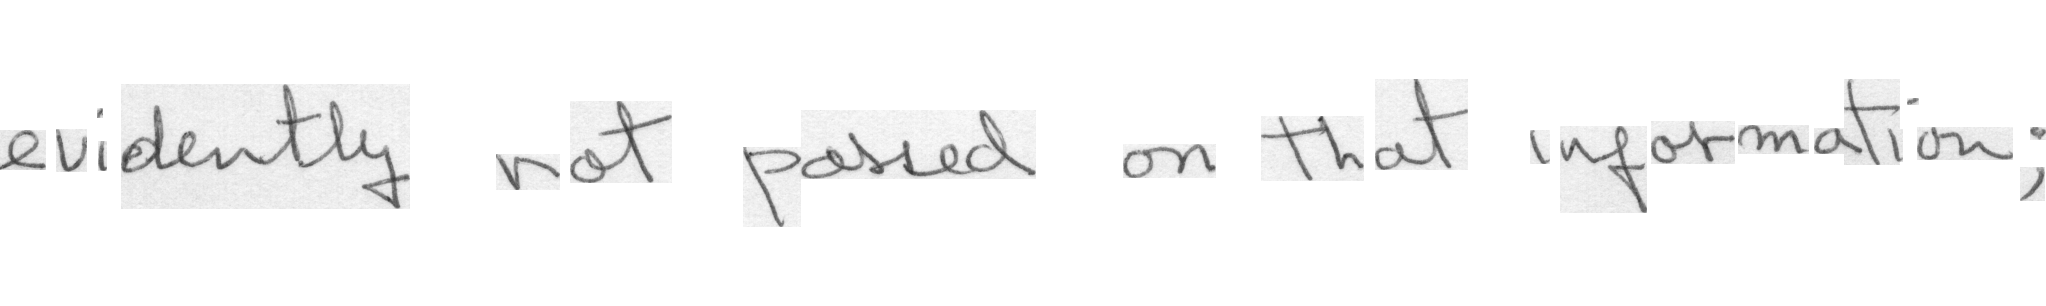 evidently not passed on that information;